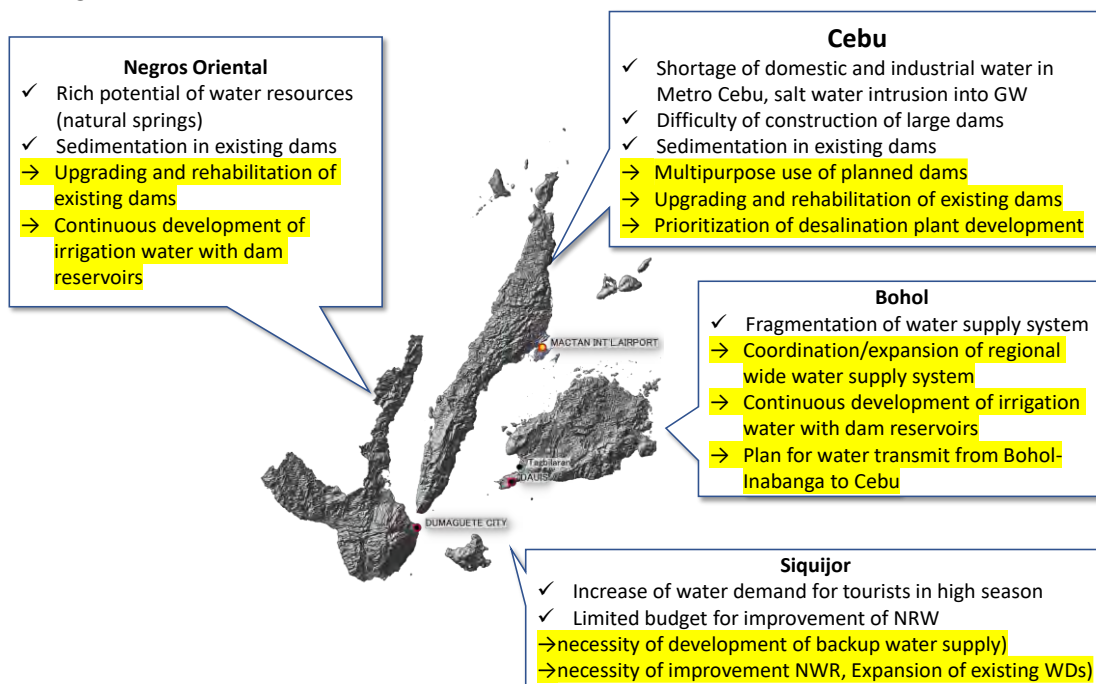 Negros Oriental
✓ Rich potential of water resources
(natural springs)
✓ Sedimentation in existing dams
→ Upgrading and rehabilitation of
existing dams
→ Continuous development of
irrigation water with dam
reservoirs
Cebu
✓ Shortage of domestic and industrial water in
Metro Cebu, salt water intrusion into GW
✓ Difficulty of construction of large dams
✓ Sedimentation in existing dams
→ Multipurpose use of planned dams
→ Upgrading and rehabilitation of existing dams
→ Prioritization of desalination plant development
Bohol
✓ Fragmentation of water supply system
→ Coordination/expansion of regional
wide water supply system
→ Continuous development of irrigation
water with dam reservoirs
→ Plan for water transmit from Bohol-
Inabanga to Cebu
MACTAN INT'L.AIRPORT
Tagbilaran
DAUIS
DUMAGUETE CITY
Siquijor
✓ Increase of water demand for tourists in high season
✓ Limited budget for improvement of NRW
→necessity of development of backup water supply)
→necessity of improvement NWR, Expansion of existing WDs)